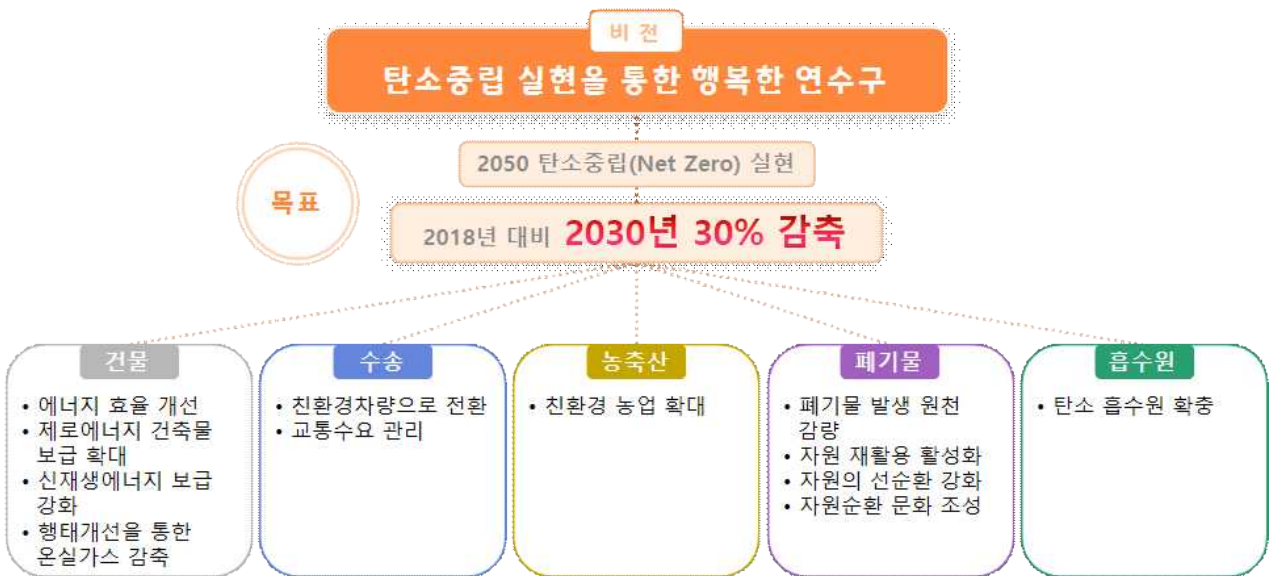 비 전
탄소중립 실현을 통한 행복한 연수구
2050 탄소중립(Net Zero) 실현
목표
2018년 대비 2030년 30% 감축
건물
• 에너지 효율 개선
• 제로에너지 건축물
보급 확대
• 신재생에너지 보급
강화
• 행태개선을 통한
온실가스 감축
수송
• 친환경차량으로 전환
• 교통수요 관리
농축산
• 친환경 농업 확대
폐기물
• 폐기물 발생 원천
감량
• 자원 재활용 활성화
• 자원의 선순환 강화
• 자원순환 문화 조성
흡수원
• 탄소 흡수원 확충